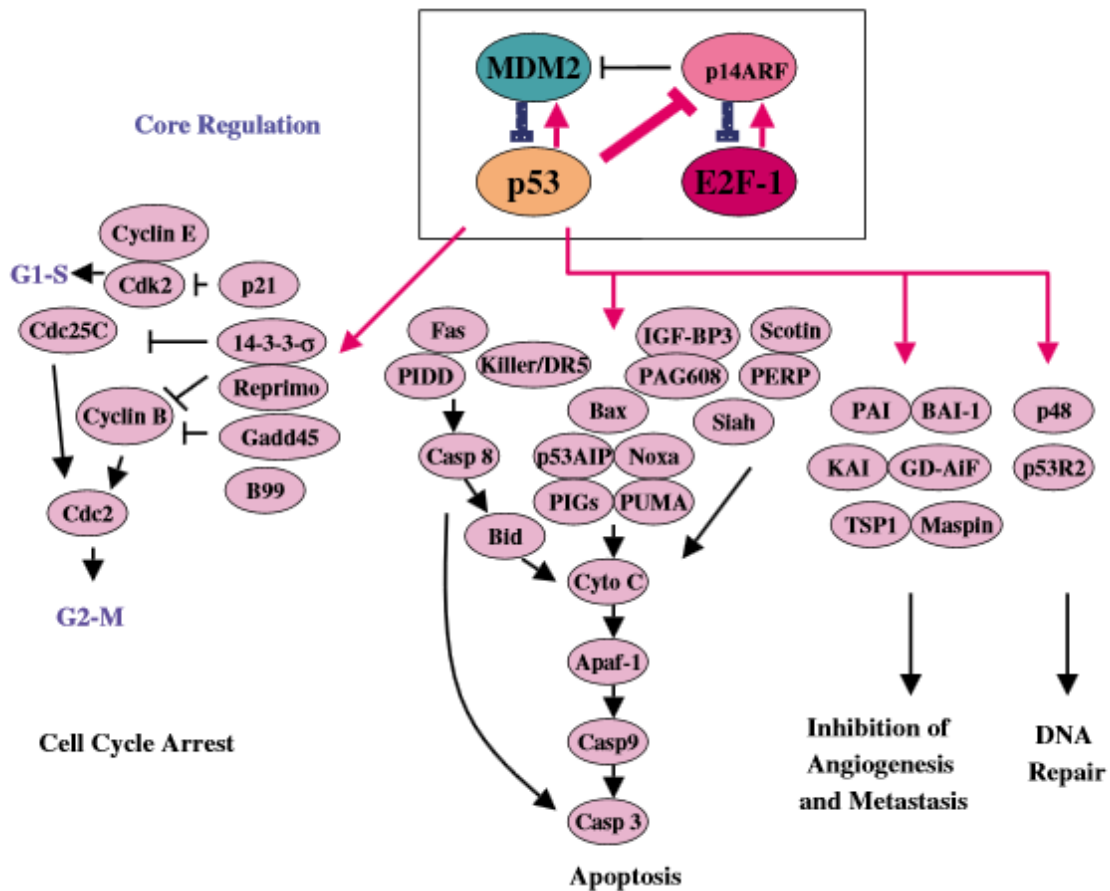 MDM2
p14ARF
Core Regulation
p53
E2F-1
Cyclin E
G1-S
Cdk2
p21
Cdc25C
14-3-3-σ
Reprimo
Cyclin B
Gadd45
B99
Cdc2
G2-M
Cell Cycle Arrest
Fas
PIDD
Killer/DR5
IGF-BP3
PAG608
Scotin
PERP
Bax
Siah
Casp 8
p53AIP
Noxa
PIGs
PUMA
Bid
Cyto C
Apaf-1
Casp9
Casp 3
Apoptosis
PAI
BAI-1
KAI
GD-AiF
TSP1
Maspin
Inhibition of
Angiogenesis
and Metastasis
p48
p53R2
DNA
Repair